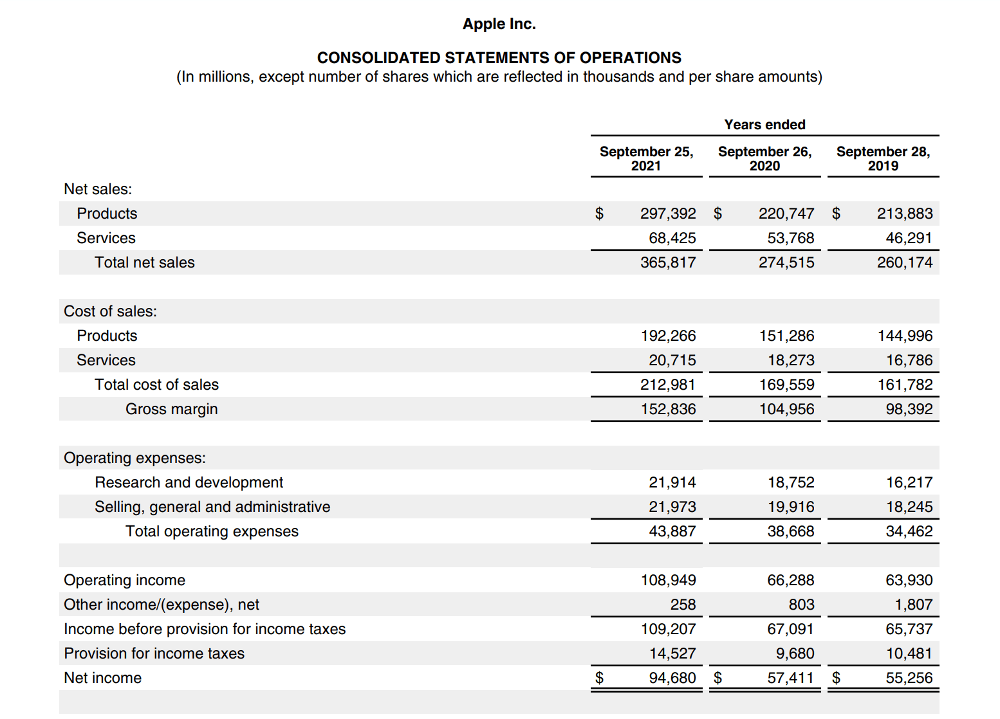 Apple Inc.
CONSOLIDATED STATEMENTS OF OPERATIONS
(In millions, except number of shares which are reflected in thousands and per share amounts)
Years ended
September 25, 2021 September 26, 2020 September 28, 2019
Net sales:
Products $ 297,392 $ 220,747 $ 213,883
Services 68,425 53,768 46,291
Total net sales 365,817 274,515 260,174
Cost of sales:
Products 192,266 151,286 144,996
Services 20,715 18,273 16,786
Total cost of sales 212,981 169,559 161,782
Gross margin 152,836 104,956 98,392
Operating expenses:
Research and development 21,914 18,752 16,217
Selling, general and administrative 21,973 19,916 18,245
Total operating expenses 43,887 38,668 34,462
Operating income 108,949 66,288 63,930
Other income/(expense), net 258 803 1,807
Income before provision for income taxes 109,207 67,091 65,737
Provision for income taxes 14,527 9,680 10,481
Net income $ 94,680 $ 57,411 $ 55,256